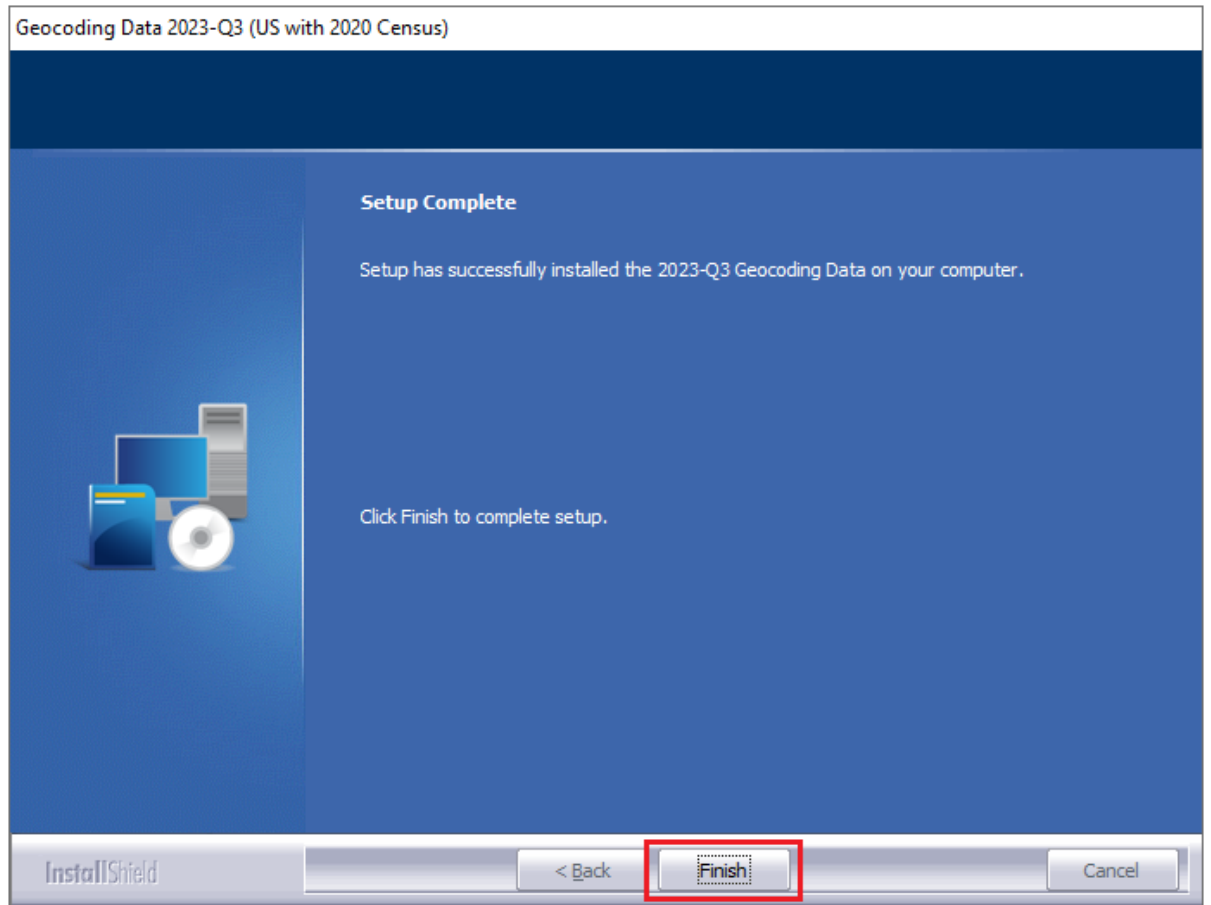 Geocoding Data 2023-Q3 (US with 2020 Census)
Setup Complete
Setup has successfully installed the 2023-Q3 Geocoding Data on your computer.
Click Finish to complete setup.
InstallShield
< Back
Finish
Cancel